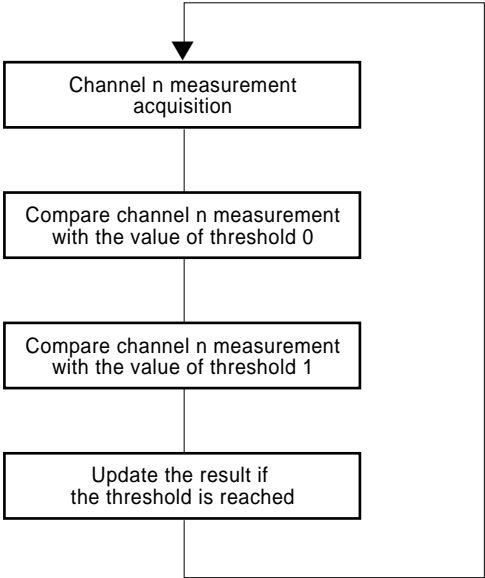 Channel n measurement
acquisition
Compare channel n measurement
with the value of threshold 0
Compare channel n measurement
with the value of threshold 1
Update the result if
the threshold is reached